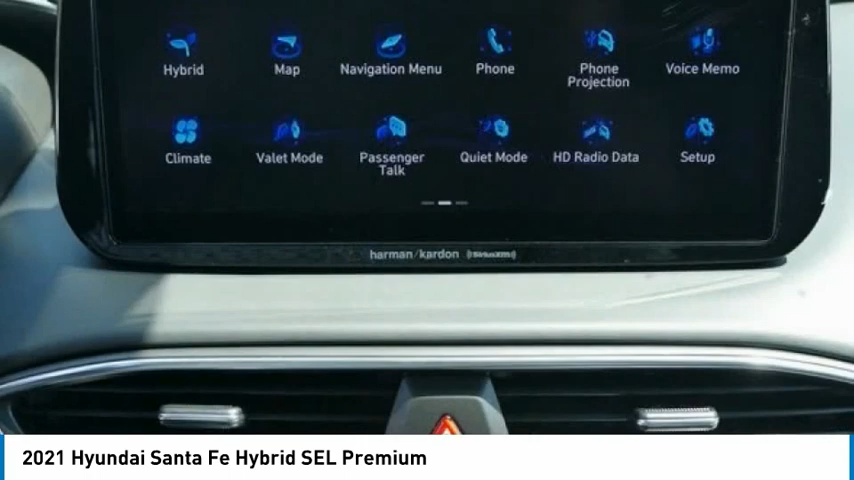 Hybrid Map Navigation Menu Phone Phone Projection Voice Memo
Climate Valet Mode Passenger Talk Quiet Mode HD Radio Data Setup
harman/kardon ((SiriusXM))
2021 Hyundai Santa Fe Hybrid SEL Premium